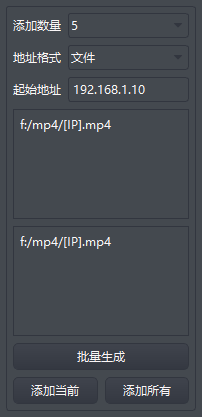 添加数量 5
地址格式 文件
起始地址 192.168.1.10
f:/mp4/[IP].mp4
f:/mp4/[IP].mp4
批量生成
添加当前 添加所有